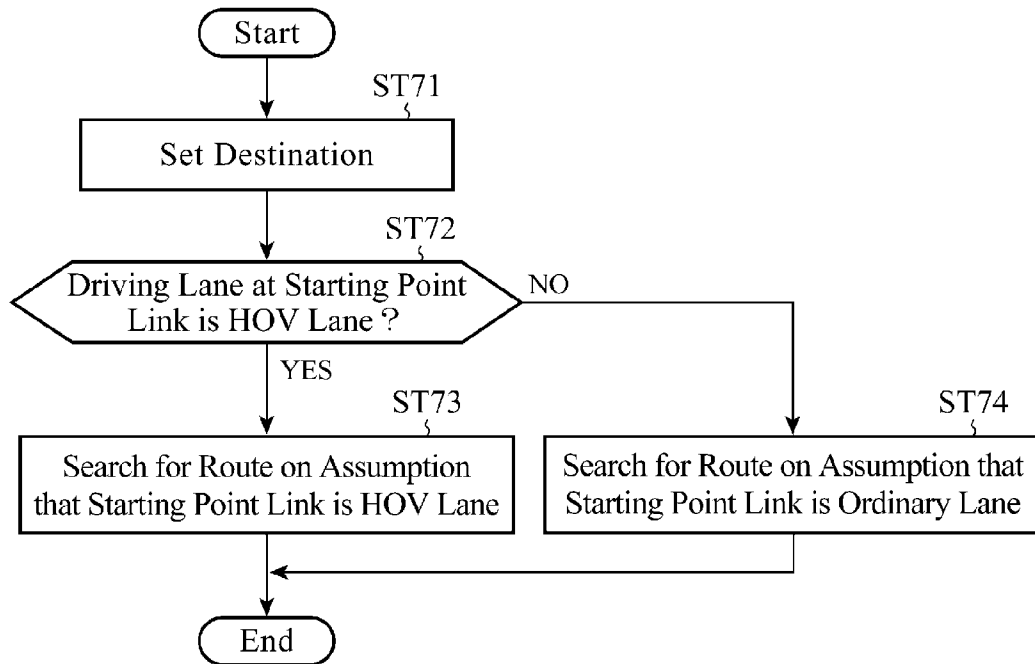 Start
ST71
Set Destination
ST72
Driving Lane at Starting Point
Link is HOV Lane ?
NO
YES
ST73
Search for Route on Assumption
that Starting Point Link is HOV Lane
ST74
Search for Route on Assumption that
Starting Point Link is Ordinary Lane
End